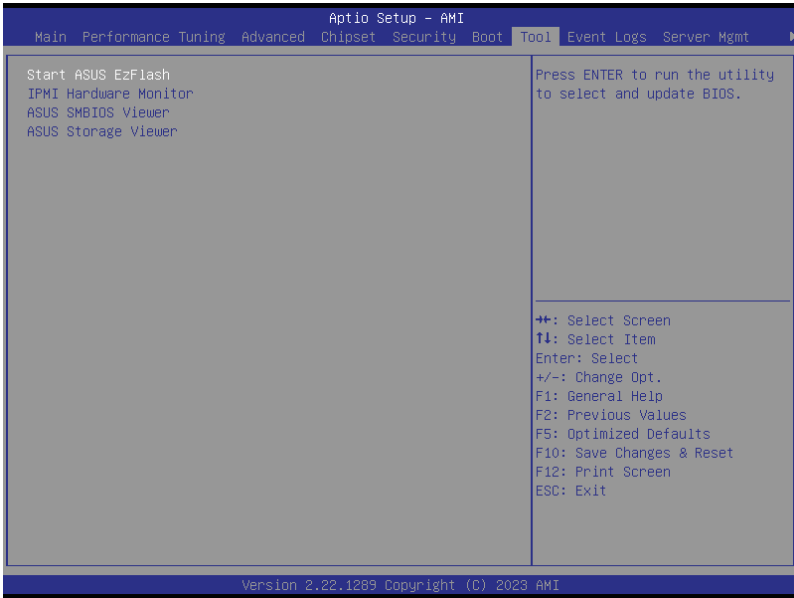 Aptio Setup – AMI
Main Performance Tuning Advanced Chipset Security Boot Tool Event Logs Server Mgmt
Start ASUS EzFlash
IPMI Hardware Monitor
ASUS SMBIOS Viewer
ASUS Storage Viewer
Press ENTER to run the utility
to select and update BIOS.
→←: Select Screen
↑↓: Select Item
Enter: Select
+/-: Change Opt.
F1: General Help
F2: Previous Values
F5: Optimized Defaults
F10: Save Changes & Reset
F12: Print Screen
ESC: Exit
Version 2.22.1289 Copyright (C) 2023 AMI